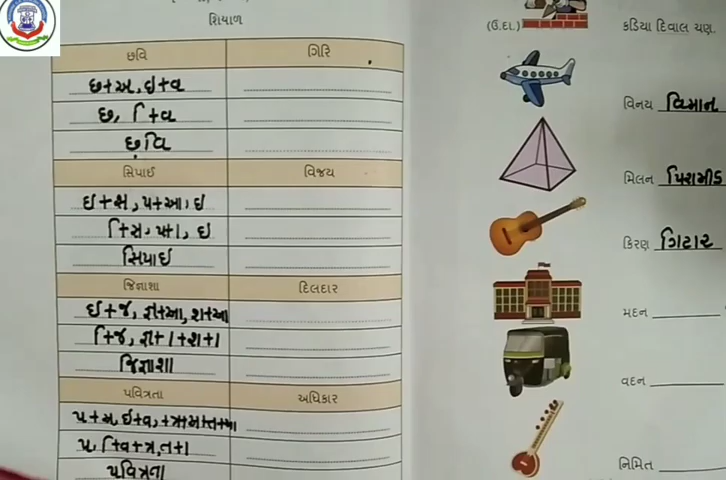 શિયાળ
છવિ ગિરિ
છ+અ, ઇ+વ
છ, િ+વ
છવિ
સિપાઈ વિજય
ઇ+સ, પ+આ, ઇ
િ+સ, પ+ા, ઇ
સિપાઇ
જિજ્ઞાશા દિલદાર
ઈ+જ, જ્ઞ+આ, શ+આ
િ+જ, જ્ઞ+ા+શ+ા
જિજ્ઞાશા
પવિત્રતા અધિકાર
પ, િ+વ+ત્ર, ત+ા
પવિત્રતા
(ઉ.દા.) કડિયા દિવાલ ચણ.
વિનય વિમાન
મિલન પિરામીડ
કિરણ ગિટાર
મદન
વદન
નિમિત